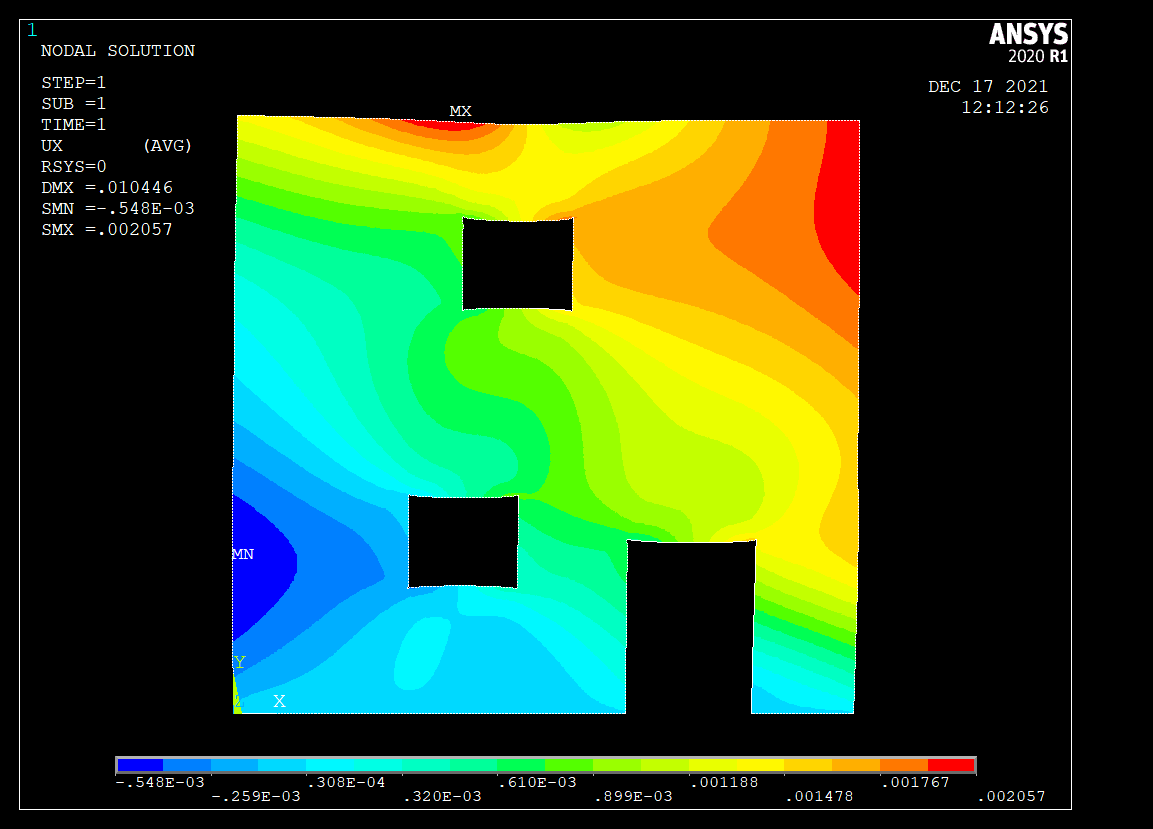 1
NODAL SOLUTION
STEP=1
SUB =1
TIME=1
UX (AVG)
RSYS=0
DMX =.010446
SMN =-.548E-03
SMX =.002057
ANSYS
2020 R1
DEC 17 2021
12:12:26
MX
MN
Y
X
-.548E-03 .308E-04 .610E-03 .001188 .001767
-.259E-03 .320E-03 .899E-03 .001478 .002057